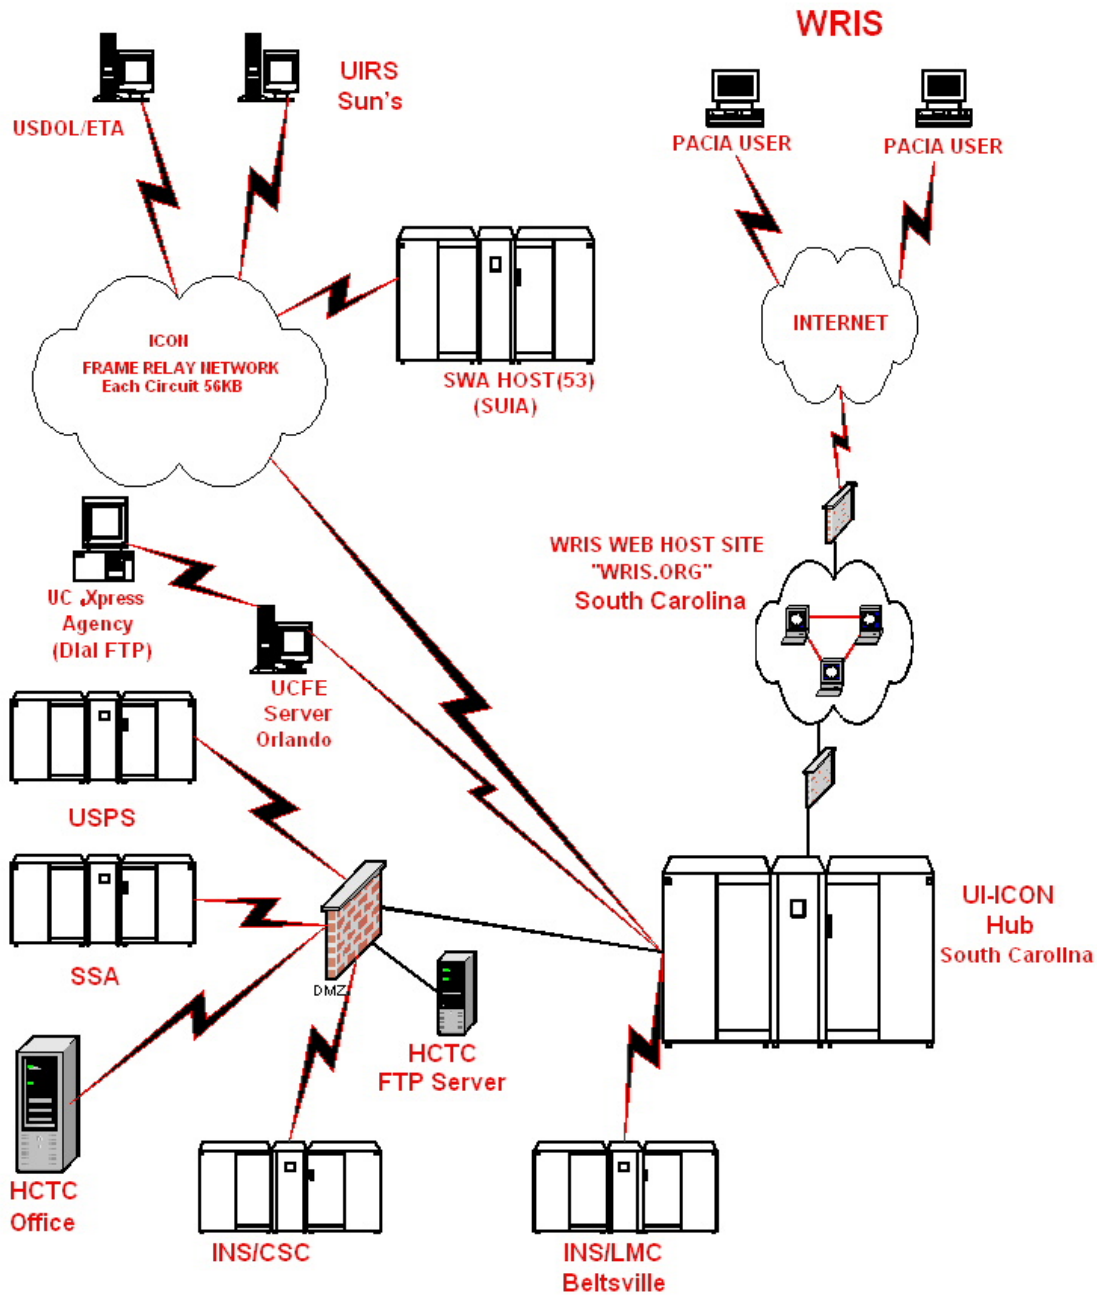 WRIS
UIRS
Sun's
USDOL/ETA
PACIA USER
PACIA USER
INTERNET
ICON
FRAME RELAY NETWORK
Each Circuit 56KB
SWA HOST(53)
(SUIA)
WRIS WEB HOST SITE
"WRIS.ORG"
South Carolina
UC Xpress
Agency
(Dial FTP)
UCFE
Server
Orlando
USPS
SSA
UI-ICON
Hub
South Carolina
DMZ
HCTC
FTP Server
HCTC
Office
INS/CSC
INS/LMC
Beltsville